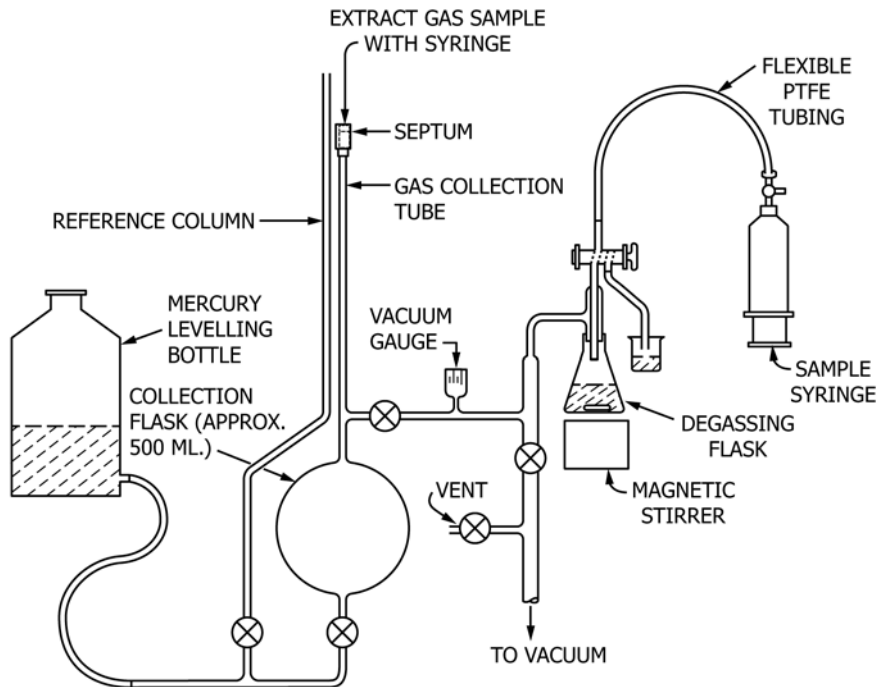 EXTRACT GAS SAMPLE
WITH SYRINGE
FLEXIBLE
PTFE
TUBING
SEPTUM
GAS COLLECTION
TUBE
REFERENCE COLUMN
MERCURY
LEVELLING
BOTTLE
VACUUM
GAUGE
COLLECTION
FLASK (APPROX.
500 ML.)
SAMPLE
SYRINGE
DEGASSING
FLASK
VENT
MAGNETIC
STIRRER
TO VACUUM